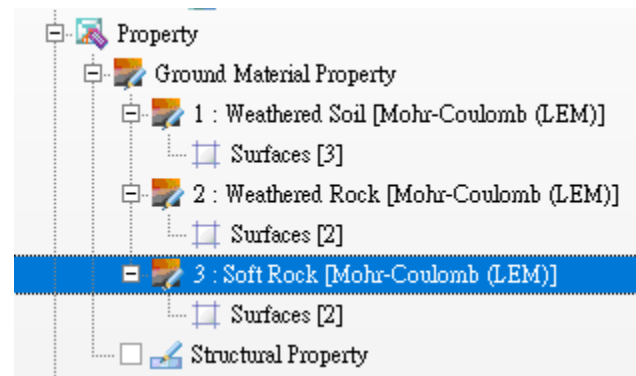 Property
Ground Material Property
1 : Weathered Soil [Mohr-Coulomb (LEM)]
Surfaces [3]
2 : Weathered Rock [Mohr-Coulomb (LEM)]
Surfaces [2]
3 : Soft Rock [Mohr-Coulomb (LEM)]
Surfaces [2]
Structural Property